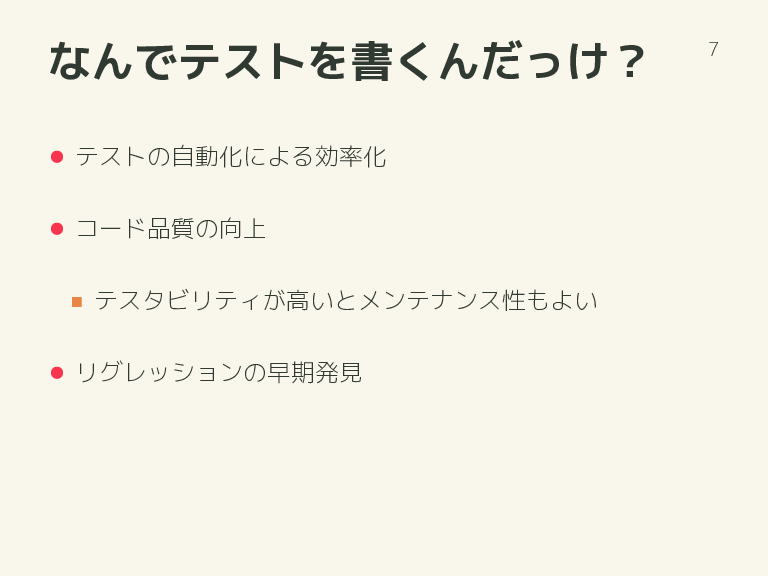 なんでテストを書くんだっけ？
7
テストの自動化による効率化
コード品質の向上
テスタビリティが高いとメンテナンス性もよい
リグレッションの早期発見